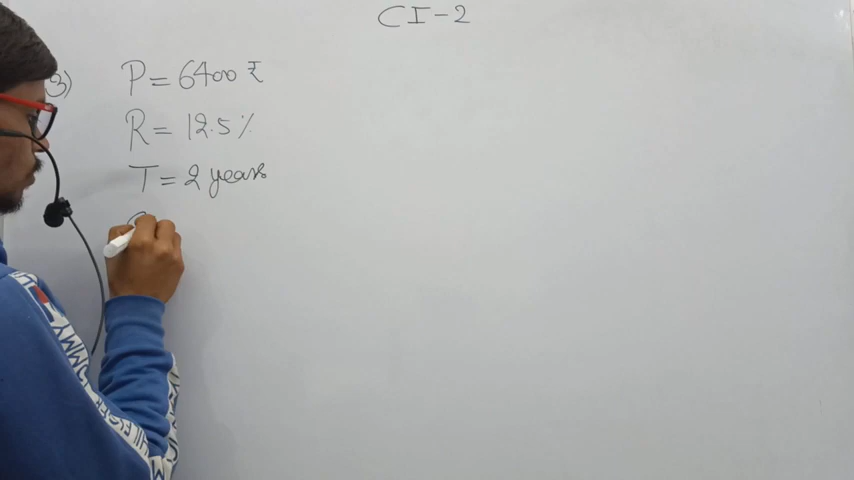 CI-2
3) P = 6400 ₹
R = 12.5%
T = 2 years